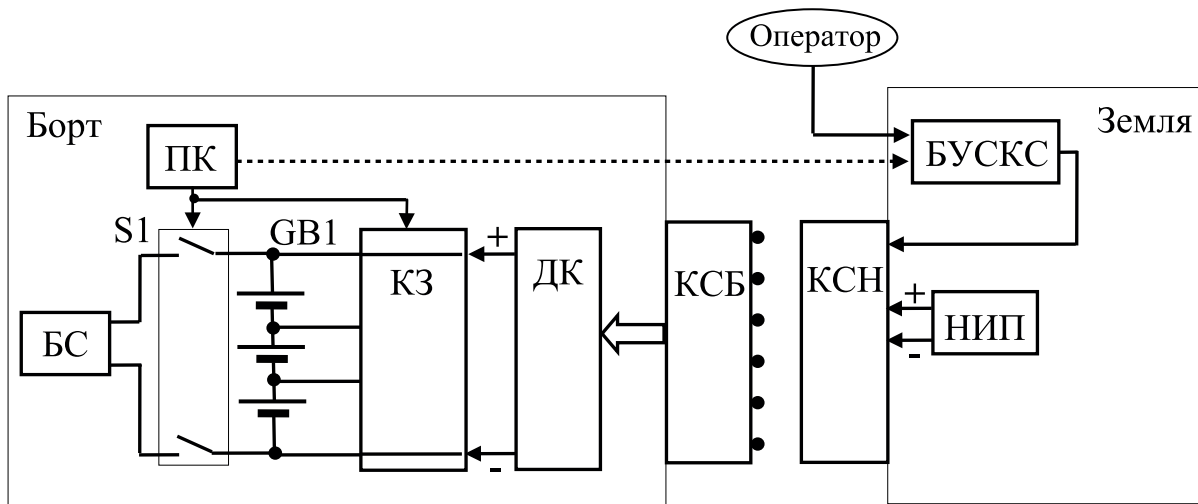 Оператор
Борт
Земля
ПК
БУСКС
S1
GB1
КЗ
+
ДК
КСБ
КСН
+
НИП
-
БС
-